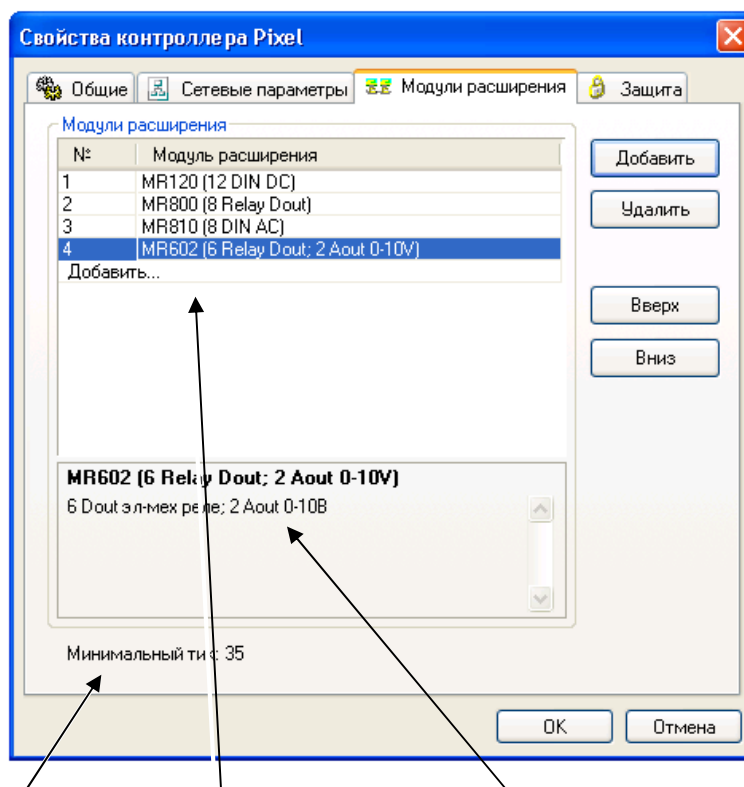 Свойства контроллера Pixel
Общие Сетевые параметры Модули расширения Защита
Модули расширения
№ Модуль расширения
1 MR120 (12 DIN DC)
2 MR800 (8 Relay Dout)
3 MR810 (8 DIN AC)
4 MR602 (6 Relay Dout; 2 Aout 0-10V)
Добавить...
Добавить
Удалить
Вверх
Вниз
MR602 (6 Relay Dout; 2 Aout 0-10V)
6 Dout эл-мех реле; 2 Aout 0-10В
Минимальный тик: 35
OK Отмена